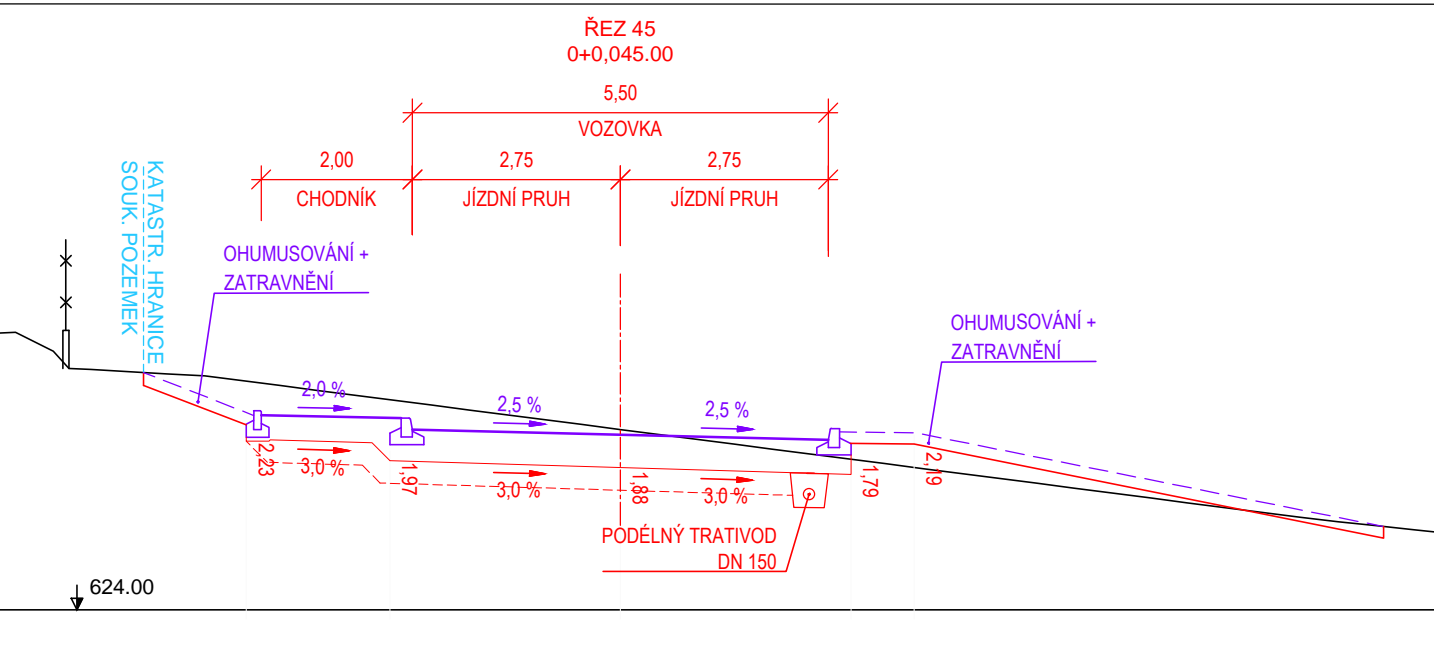 ŘEZ 45
0+0,045.00
5,50
VOZOVKA
2,00
2,75
2,75
CHODNÍK
JÍZDNÍ PRUH
JÍZDNÍ PRUH
KATASTR. HRANICE
SOUK. POZEMEK
OHUMUSOVÁNÍ +
ZATRAVNĚNÍ
OHUMUSOVÁNÍ +
ZATRAVNĚNÍ
2,0 %
2,5 %
2,5 %
2,23
3,0 %
1,97
3,0 %
1,88
3,0 %
1,79
2,19
PODÉLNÝ TRATIVOD
DN 150
624.00